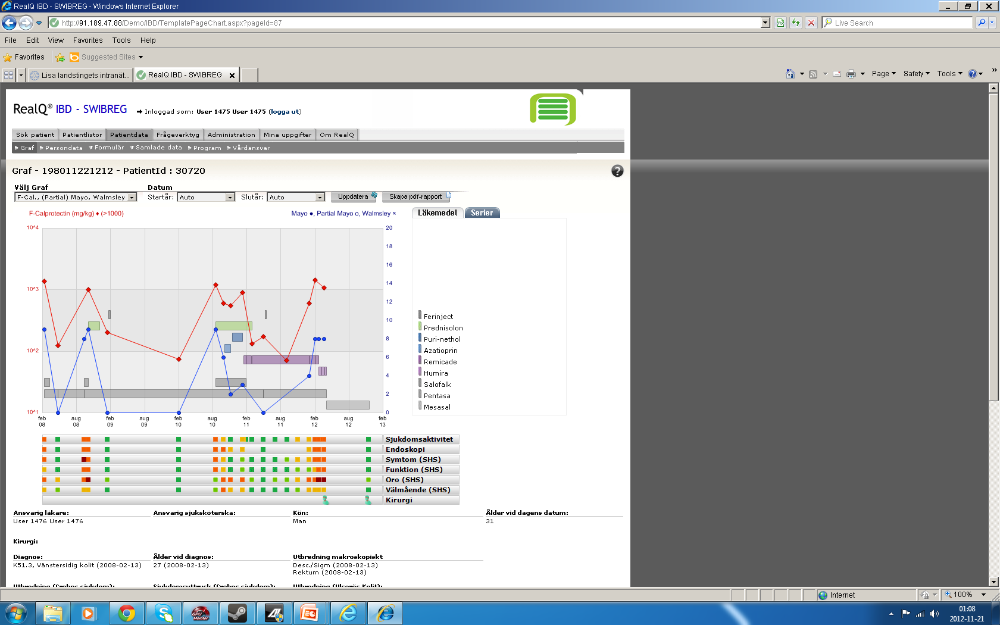 RealQ IBD - SWIBREG - Windows Internet Explorer
http://91.189.47.88/Demo/IBD/TemplatePageChart.aspx?pageId=87
Live Search
File Edit View Favorites Tools Help
Favorites Suggested Sites
Lisa landstingets intranät... RealQ IBD - SWIBREG
Page Safety Tools
RealQ® IBD - SWIBREG
Inloggad som: User 1475 User 1475 (logga ut)
Sök patient Patientlistor Patientdata Frågeverktyg Administration Mina uppgifter Om RealQ
Graf Persondata Formulär Samlade data Program Vårdansvar
Graf - 198011221212 - PatientId : 30720
Välj Graf Datum
F-Cal., (Partial) Mayo, Walmsley Startår: Auto Slutår: Auto Uppdatera Skapa pdf-rapport
F-Calprotectin (mg/kg) ♦ (>1000) Mayo ●, Partial Mayo o, Walmsley ×
Läkemedel Serier
10^4 20
18
16
10^3 14
12
10
10^2 8
6
4
2
10^1 0
feb 08
aug 08
feb 09
aug 09
feb 10
aug 10
feb 11
aug 11
feb 12
aug 12
feb 13
Ferinject
Prednisolon
Puri-nethol
Azatioprin
Remicade
Humira
Salofalk
Pentasa
Mesasal
Sjukdomsaktivitet
Endoskopi
Symtom (SHS)
Funktion (SHS)
Oro (SHS)
Välmående (SHS)
Kirurgi
Ansvarig läkare: Ansvarig sjuksköterska: Kön: Ålder vid dagens datum:
User 1476 User 1476 Man 31
Kirurgi:
Diagnos: Ålder vid diagnos: Utbredning makroskopiskt
K51.3, Vänstersidig kolit (2008-02-13) 27 (2008-02-13) Desc./Sigm (2008-02-13)
Rektum (2008-02-13)
Utbredning (Crohns sjukdom): Sjukdomsuttryck (Crohns sjukdom): Utbredning (Ulcerös Kolit):
Internet 100%
01:08
2012-11-21